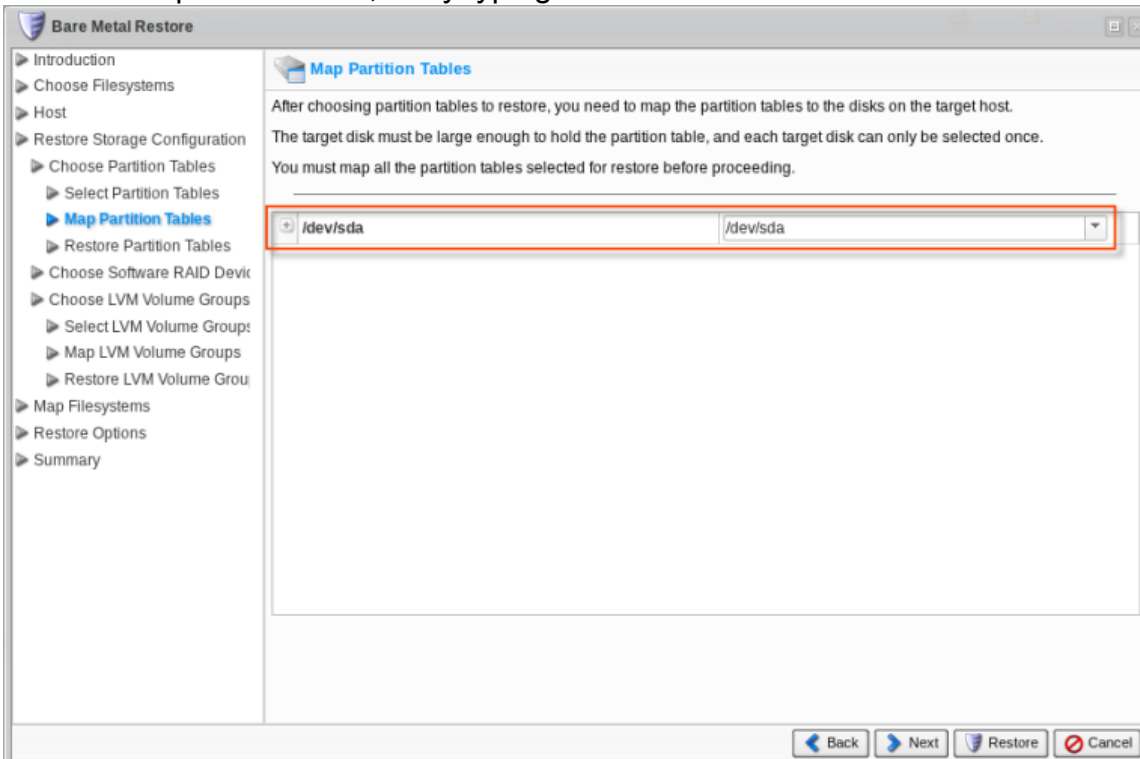 Bare Metal Restore
Introduction
Choose Filesystems
Host
Restore Storage Configuration
Choose Partition Tables
Select Partition Tables
Map Partition Tables
Restore Partition Tables
Choose Software RAID Devic
Choose LVM Volume Groups
Select LVM Volume Groups
Map LVM Volume Groups
Restore LVM Volume Grou
Map Filesystems
Restore Options
Summary
Map Partition Tables
After choosing partition tables to restore, you need to map the partition tables to the disks on the target host.
The target disk must be large enough to hold the partition table, and each target disk can only be selected once.
You must map all the partition tables selected for restore before proceeding.
/dev/sda /dev/sda
Back Next Restore Cancel